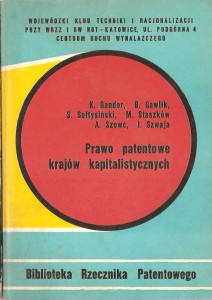 WOJEWÓDZKI KLUB TECHNIKI I RACJONALIZACJI
PRZY WRZZ I OW NOT-KATOWICE, UL. PODGÓRNA 4
CENTRUM RUCHU WYNALAZCZEGO
K. Gandor, B. Gawlik,
S. Sołtysiński, M. Staszków
A. Szewc, J. Szwaja
Prawo patentowe
krajów kapitalistycznych
Biblioteka Rzecznika Patentowego